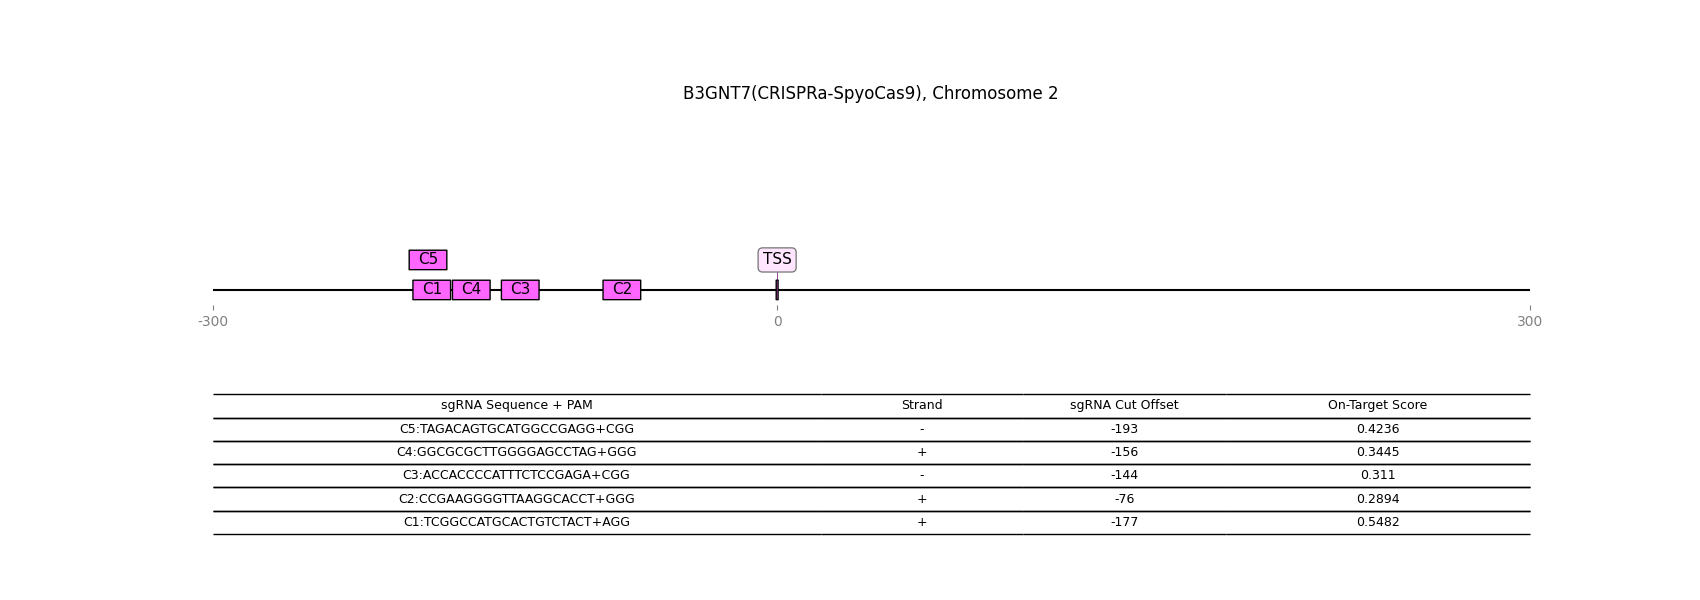 B3GNT7(CRISPRa-SpyoCas9), Chromosome 2
C5 TSS
C1 C4 C3 C2
-300 0 300
sgRNA Sequence + PAM Strand sgRNA Cut Offset On-Target Score
C5:TAGACAGTGCATGGCCGAGG+CGG - -193 0.4236
C4:GGCGCGCTTGGGGAGCCTAG+GGG + -156 0.3445
C3:ACCACCCCATTTCTCCGAGA+CGG - -144 0.311
C2:CCGAAGGGGTTAAGGCACCT+GGG + -76 0.2894
C1:TCGGCCATGCACTGTCTACT+AGG + -177 0.5482